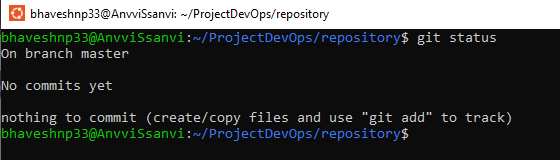 bhaveshnp33@AnvviSsanvi: ~/ProjectDevOps/repository
bhaveshnp33@AnvviSsanvi:~/ProjectDevOps/repository$ git status
On branch master
No commits yet
nothing to commit (create/copy files and use "git add" to track)
bhaveshnp33@AnvviSsanvi:~/ProjectDevOps/repository$